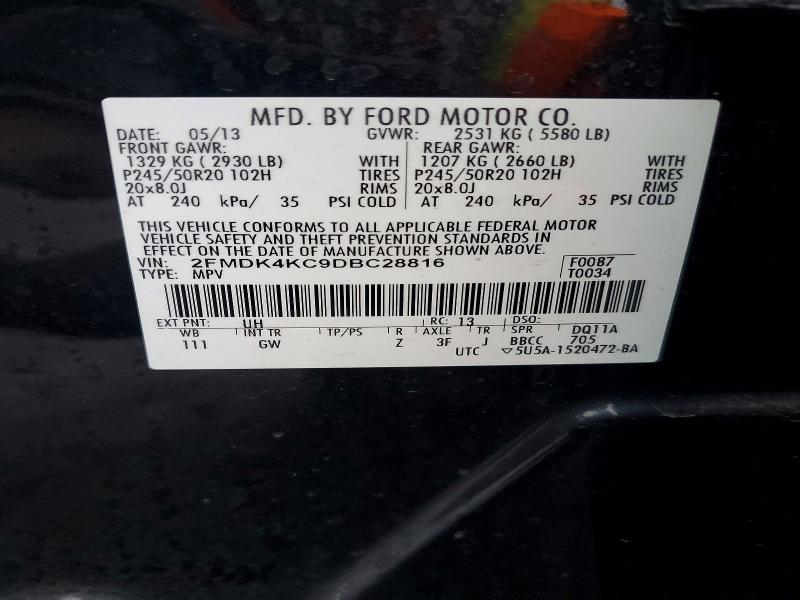 MFD. BY FORD MOTOR CO.
DATE: 05/13 GVWR: 2531 KG (5580 LB)
FRONT GAWR: REAR GAWR:
1329 KG (2930 LB) WITH 1207 KG (2660 LB) WITH
P245/50R20 102H TIRES P245/50R20 102H TIRES
20x8.0J RIMS 20x8.0J RIMS
AT 240 kPa/ 35 PSI COLD AT 240 kPa/ 35 PSI COLD
THIS VEHICLE CONFORMS TO ALL APPLICABLE FEDERAL MOTOR
VEHICLE SAFETY AND THEFT PREVENTION STANDARDS IN
EFFECT ON THE DATE OF MANUFACTURE SHOWN ABOVE.
VIN: 2FMDK4KC9DBC28816 F0087
TYPE: MPV T0034
EXT PNT: UH RC: 13 DSO:
WB INT TR TP/PS R AXLE TR SPR DQ11A
111 GW Z 3F J BBCC 705
UTC ▽5U5A-1520472-BA